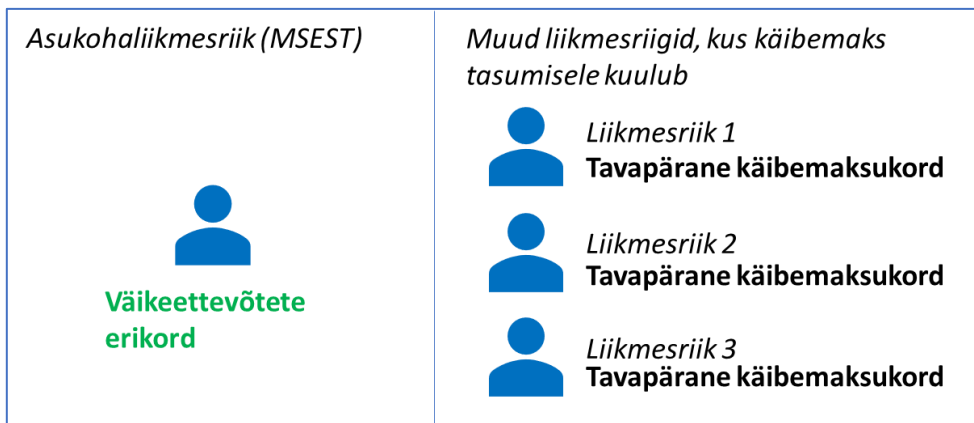 Asukohaliikmesriik (MSEST)
Väikeettevõtete
erikord
Muud liikmesriigid, kus käibemaks
tasumisele kuulub
Liikmesriik 1
Tavapärane käibemaksukord
Liikmesriik 2
Tavapärane käibemaksukord
Liikmesriik 3
Tavapärane käibemaksukord